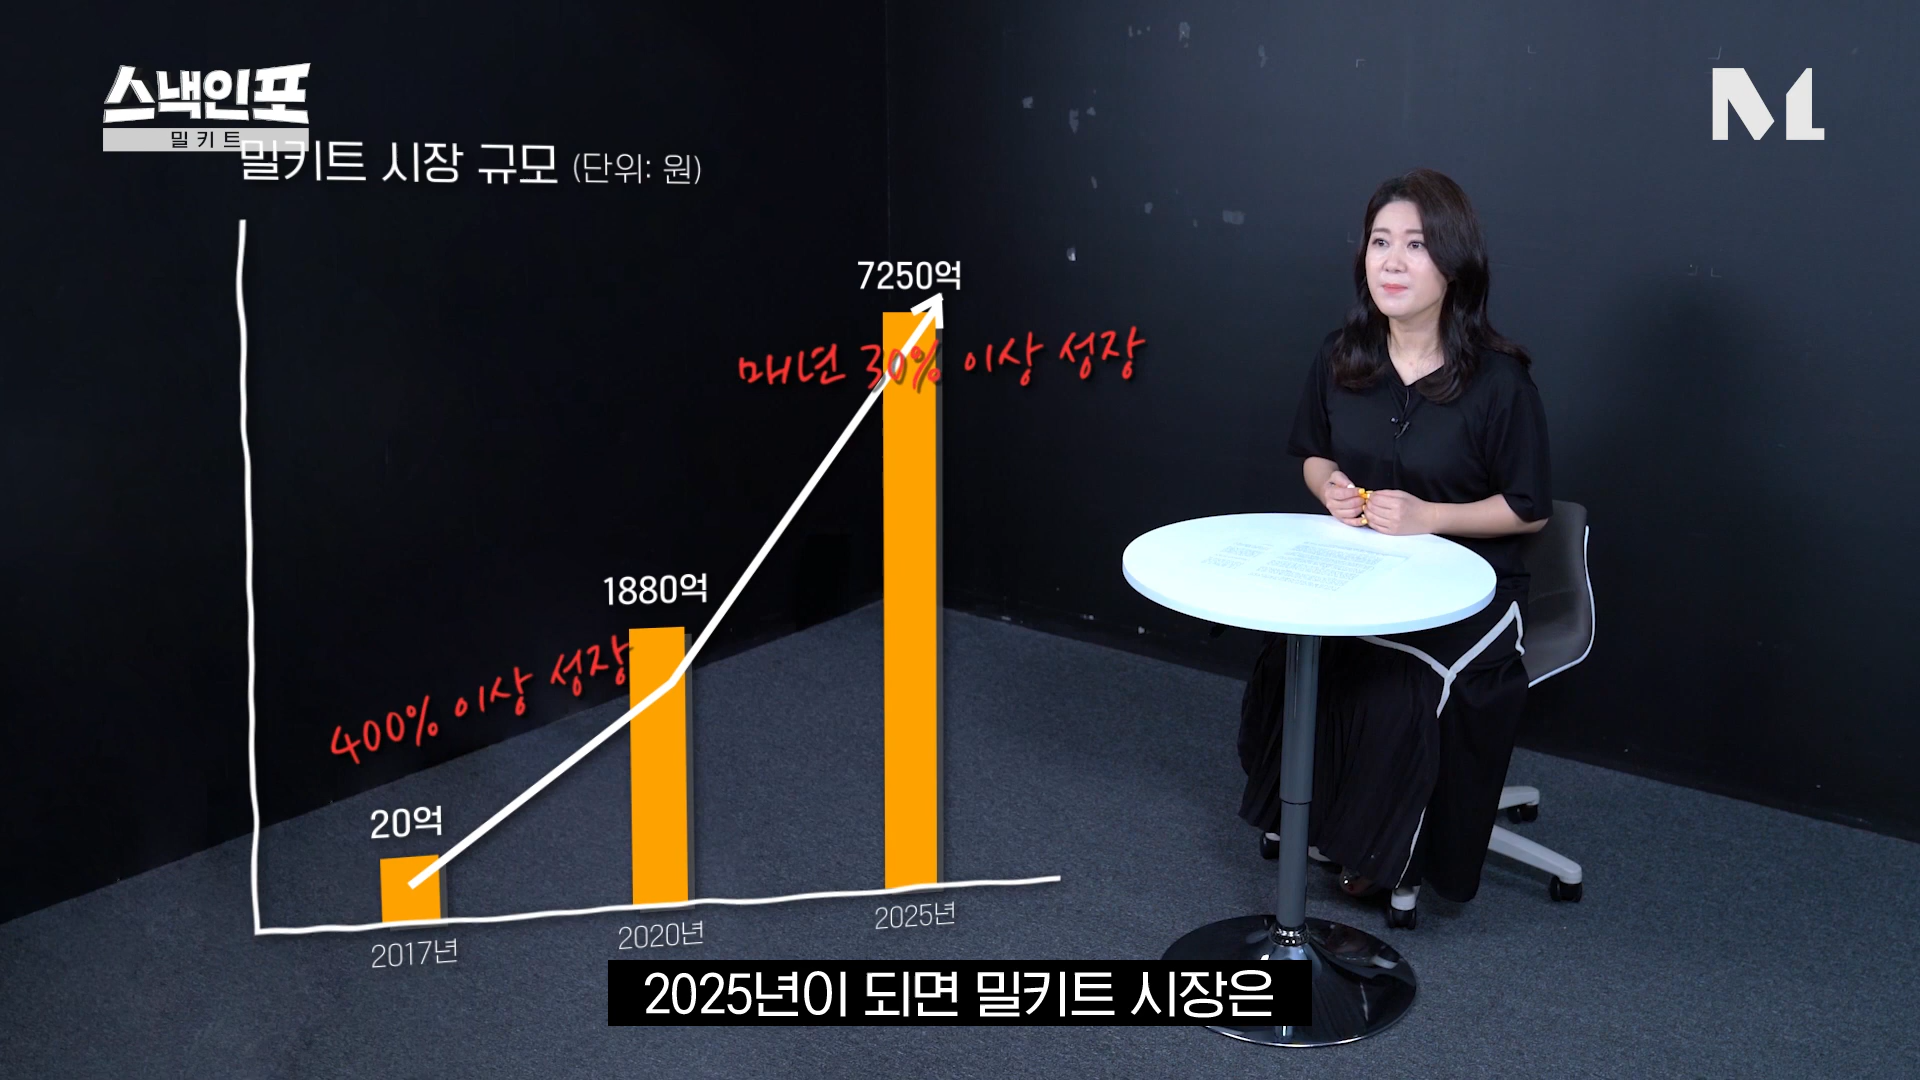 스낵인포
밀키트
밀키트 시장 규모 (단위: 원)
7250억
매년 30% 이상 성장
1880억
400% 이상 성장
20억
2017년
2020년
2025년
2025년이 되면 밀키트 시장은